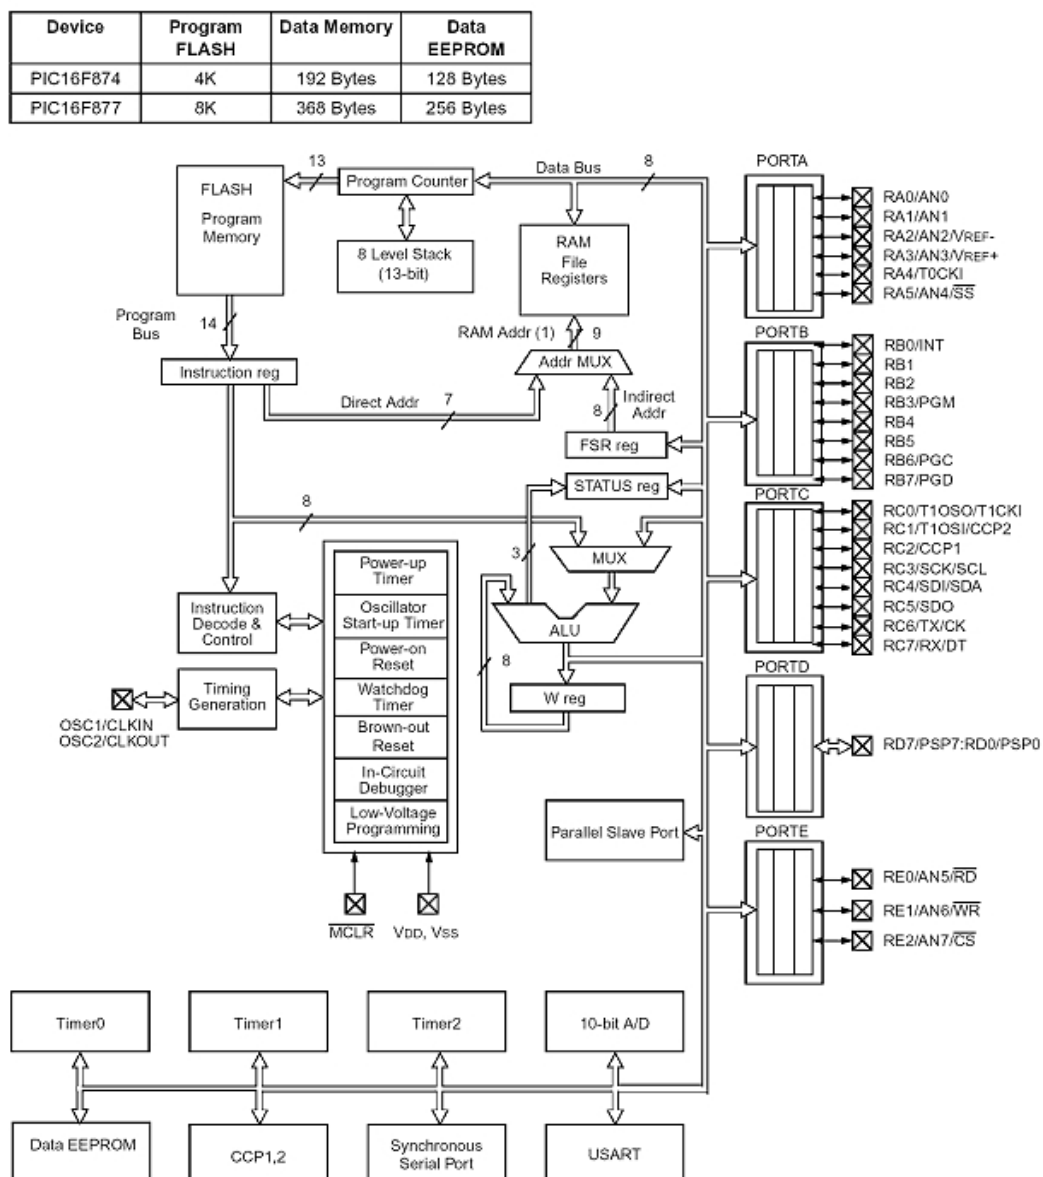 Device Program FLASH Data Memory Data EEPROM
PIC16F874 4K 192 Bytes 128 Bytes
PIC16F877 8K 368 Bytes 256 Bytes
13
Data Bus
8
PORTA
FLASH
Program
Memory
Program Counter
8 Level Stack
(13-bit)
RAM
File
Registers
RA0/AN0
RA1/AN1
RA2/AN2/VREF-
RA3/AN3/VREF+
RA4/T0CKI
RA5/AN4/S̅S̅
Program
Bus
14
RAM Addr (1)
9
PORTB
Instruction reg
Addr MUX
Direct Addr
7
8
Indirect
Addr
FSR reg
STATUS reg
RB0/INT
RB1
RB2
RB3/PGM
RB4
RB5
RB6/PGC
RB7/PGD
PORTC
8
3
MUX
ALU
8
W reg
RC0/T1OSO/T1CKI
RC1/T1OSI/CCP2
RC2/CCP1
RC3/SCK/SCL
RC4/SDI/SDA
RC5/SDO
RC6/TX/CK
RC7/RX/DT
Power-up
Timer
Oscillator
Start-up Timer
Power-on
Reset
Watchdog
Timer
Brown-out
Reset
In-Circuit
Debugger
Low-Voltage
Programming
Instruction
Decode &
Control
Timing
Generation
OSC1/CLKIN
OSC2/CLKOUT
M̅C̅L̅R̅
VDD, VSS
PORTD
RD7/PSP7:RD0/PSP0
Parallel Slave Port
PORTE
RE0/AN5/R̅D̅
RE1/AN6/W̅R̅
RE2/AN7/C̅S̅
Timer0
Timer1
Timer2
10-bit A/D
Data EEPROM
CCP1,2
Synchronous
Serial Port
USART